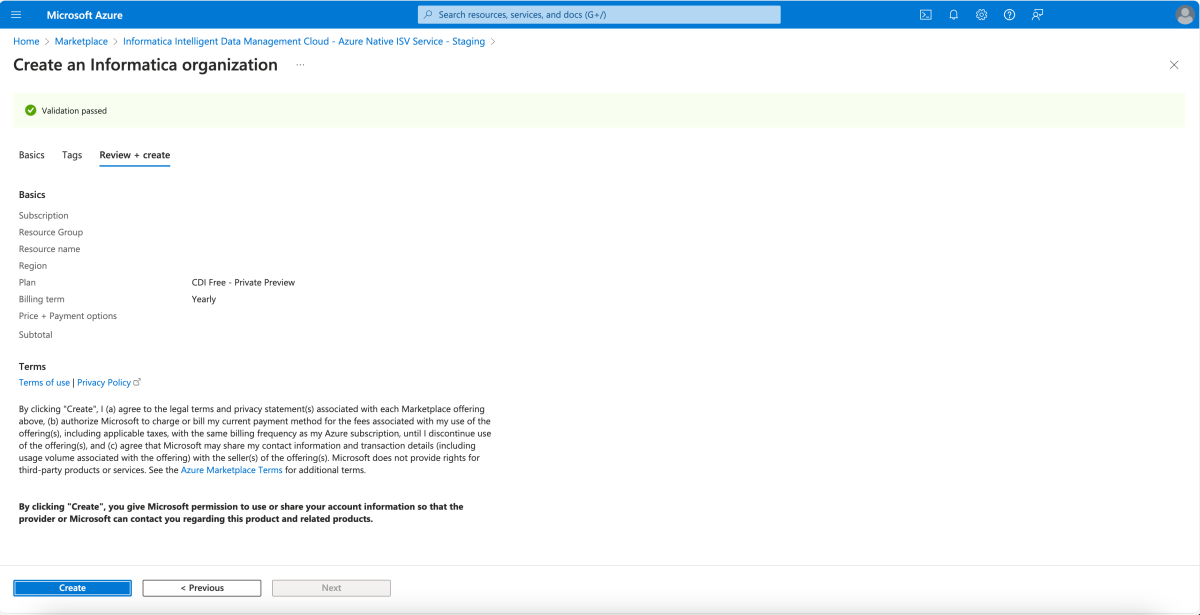 Microsoft Azure
Search resources, services, and docs (G+/)
Home > Marketplace > Informatica Intelligent Data Management Cloud - Azure Native ISV Service - Staging >
Create an Informatica organization ...
Validation passed
Basics Tags Review + create
Basics
Subscription
Resource Group
Resource name
Region
Plan CDI Free - Private Preview
Billing term Yearly
Price + Payment options
Subtotal
Terms
Terms of use | Privacy Policy
By clicking "Create", I (a) agree to the legal terms and privacy statement(s) associated with each Marketplace offering
above, (b) authorize Microsoft to charge or bill my current payment method for the fees associated with my use of the
offering(s), including applicable taxes, with the same billing frequency as my Azure subscription, until I discontinue use
of the offering(s), and (c) agree that Microsoft may share my contact information and transaction details (including
usage volume associated with the offering) with the seller(s) of the offering(s). Microsoft does not provide rights for
third-party products or services. See the Azure Marketplace Terms for additional terms.
By clicking "Create", you give Microsoft permission to use or share your account information so that the
provider or Microsoft can contact you regarding this product and related products.
Create < Previous Next